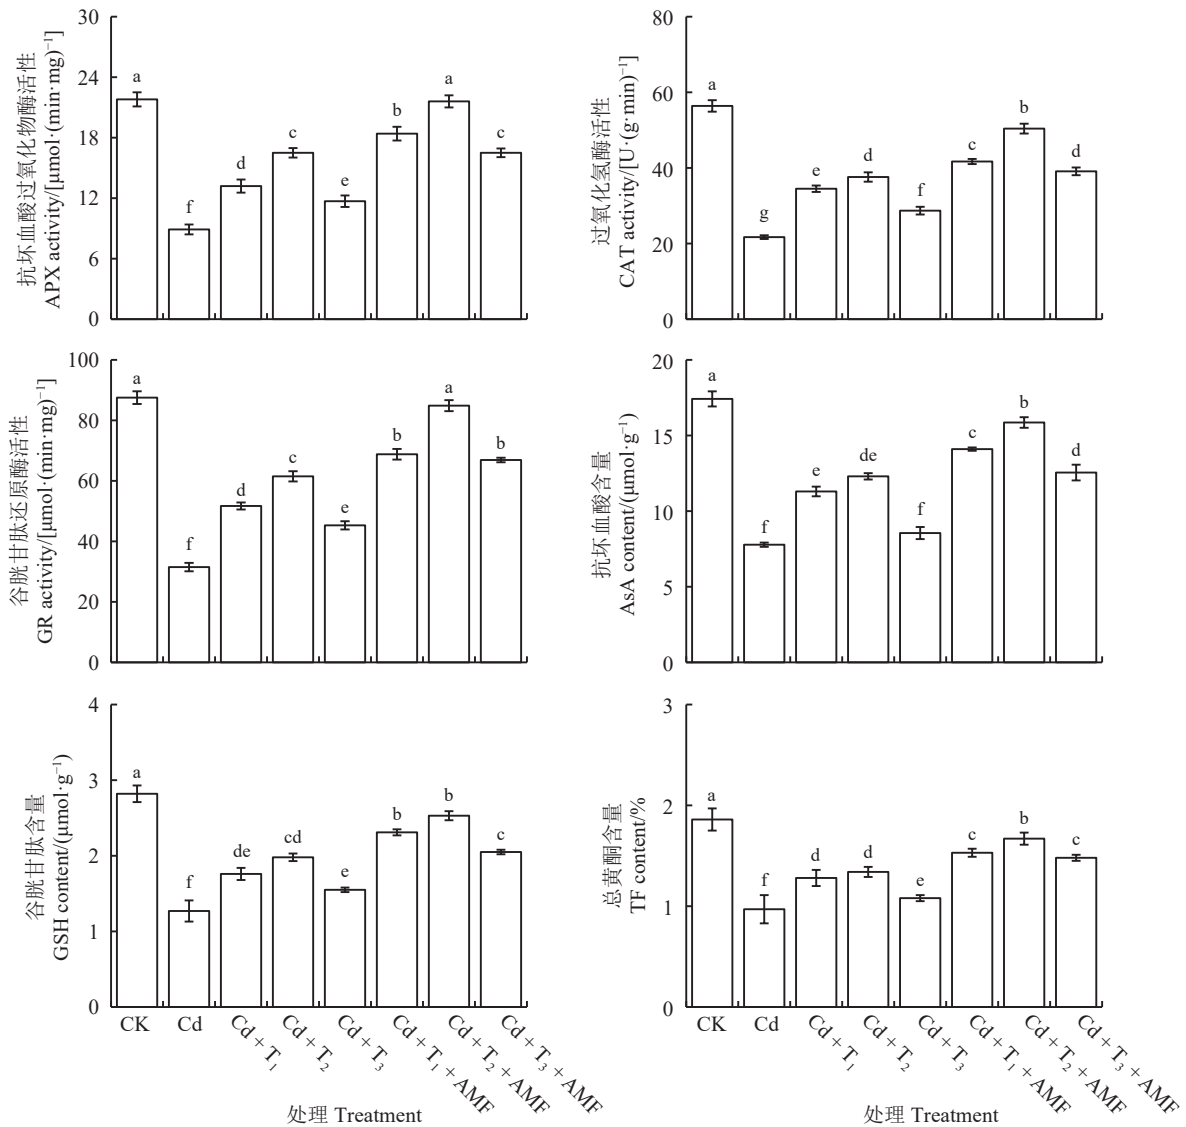 抗坏血酸过氧化物酶活性
APX activity/[μmol·(min·mg)⁻¹]
30
24
18
12
6
0
a
f
d
c
e
b
a
c
过氧化氢酶活性
CAT activity/[U·(g·min)⁻¹]
80
60
40
20
0
a
g
e
d
f
c
b
d
谷胱甘肽还原酶活性
GR activity/[μmol·(min·mg)⁻¹]
100
80
60
40
20
0
a
f
d
c
e
b
a
b
抗坏血酸含量
AsA content/(μmol·g⁻¹)
20
15
10
5
0
a
f
e
de
f
c
b
d
谷胱甘肽含量
GSH content/(μmol·g⁻¹)
4
3
2
1
0
a
f
de
cd
e
b
b
c
CK
Cd
Cd + T₁
Cd + T₂
Cd + T₃
Cd + T₁ + AMF
Cd + T₂ + AMF
Cd + T₃ + AMF
处理 Treatment
总黄酮含量
TF content/%
3
2
1
0
a
f
d
d
e
c
b
c
CK
Cd
Cd + T₁
Cd + T₂
Cd + T₃
Cd + T₁ + AMF
Cd + T₂ + AMF
Cd + T₃ + AMF
处理 Treatment